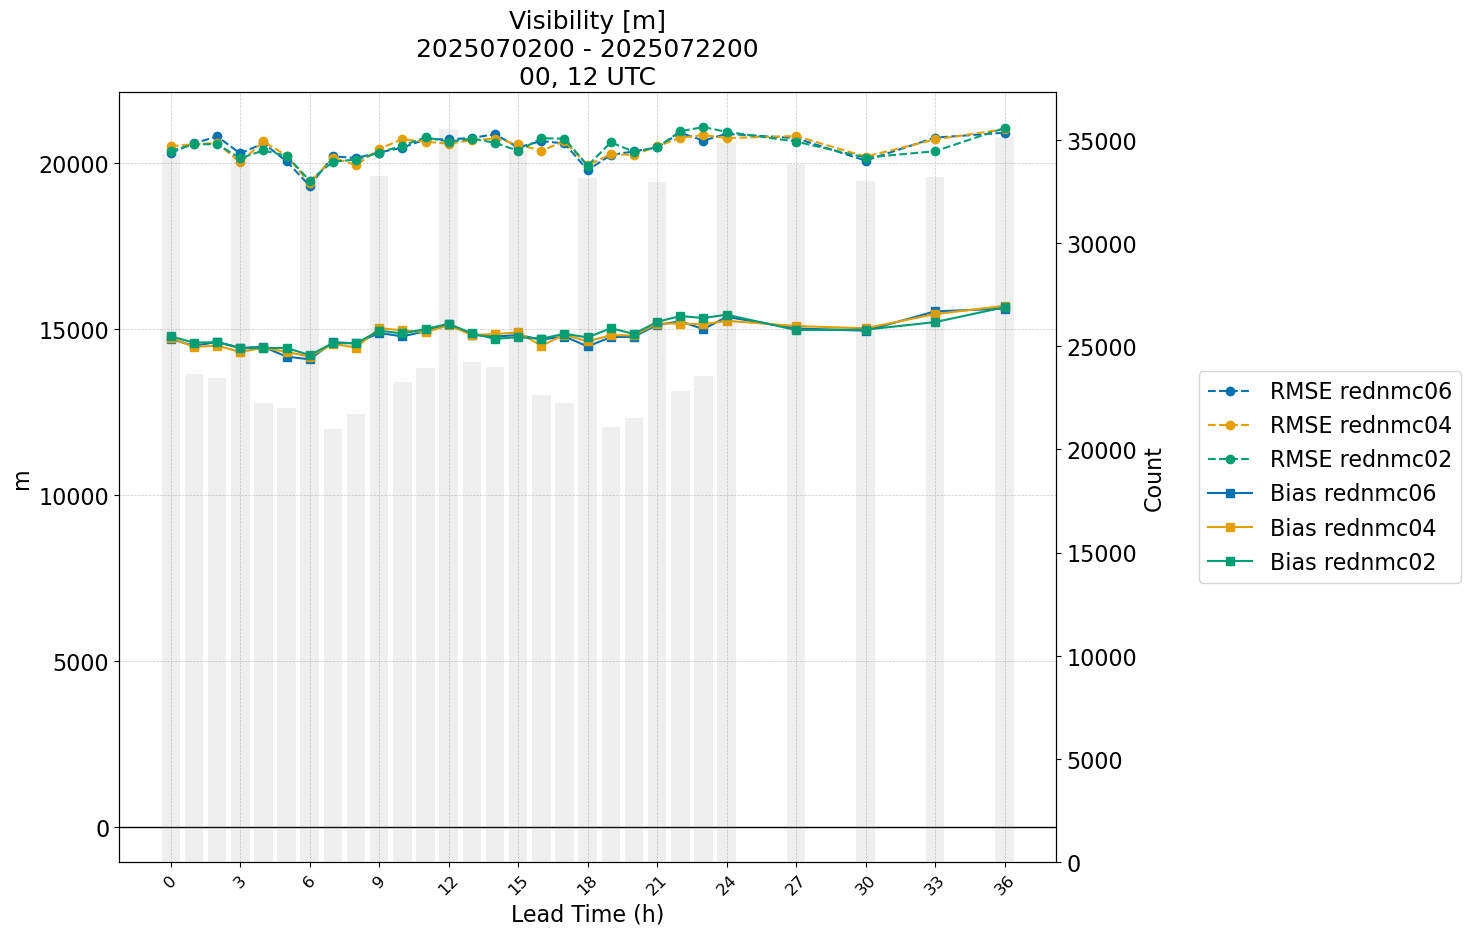 Visibility [m]
2025070200 - 2025072200
00, 12 UTC
20000
15000
10000
5000
0
m
35000
30000
25000
20000
15000
10000
5000
0
Count
0
3
6
9
12
15
18
21
24
27
30
33
36
Lead Time (h)
RMSE rednmc06
RMSE rednmc04
RMSE rednmc02
Bias rednmc06
Bias rednmc04
Bias rednmc02